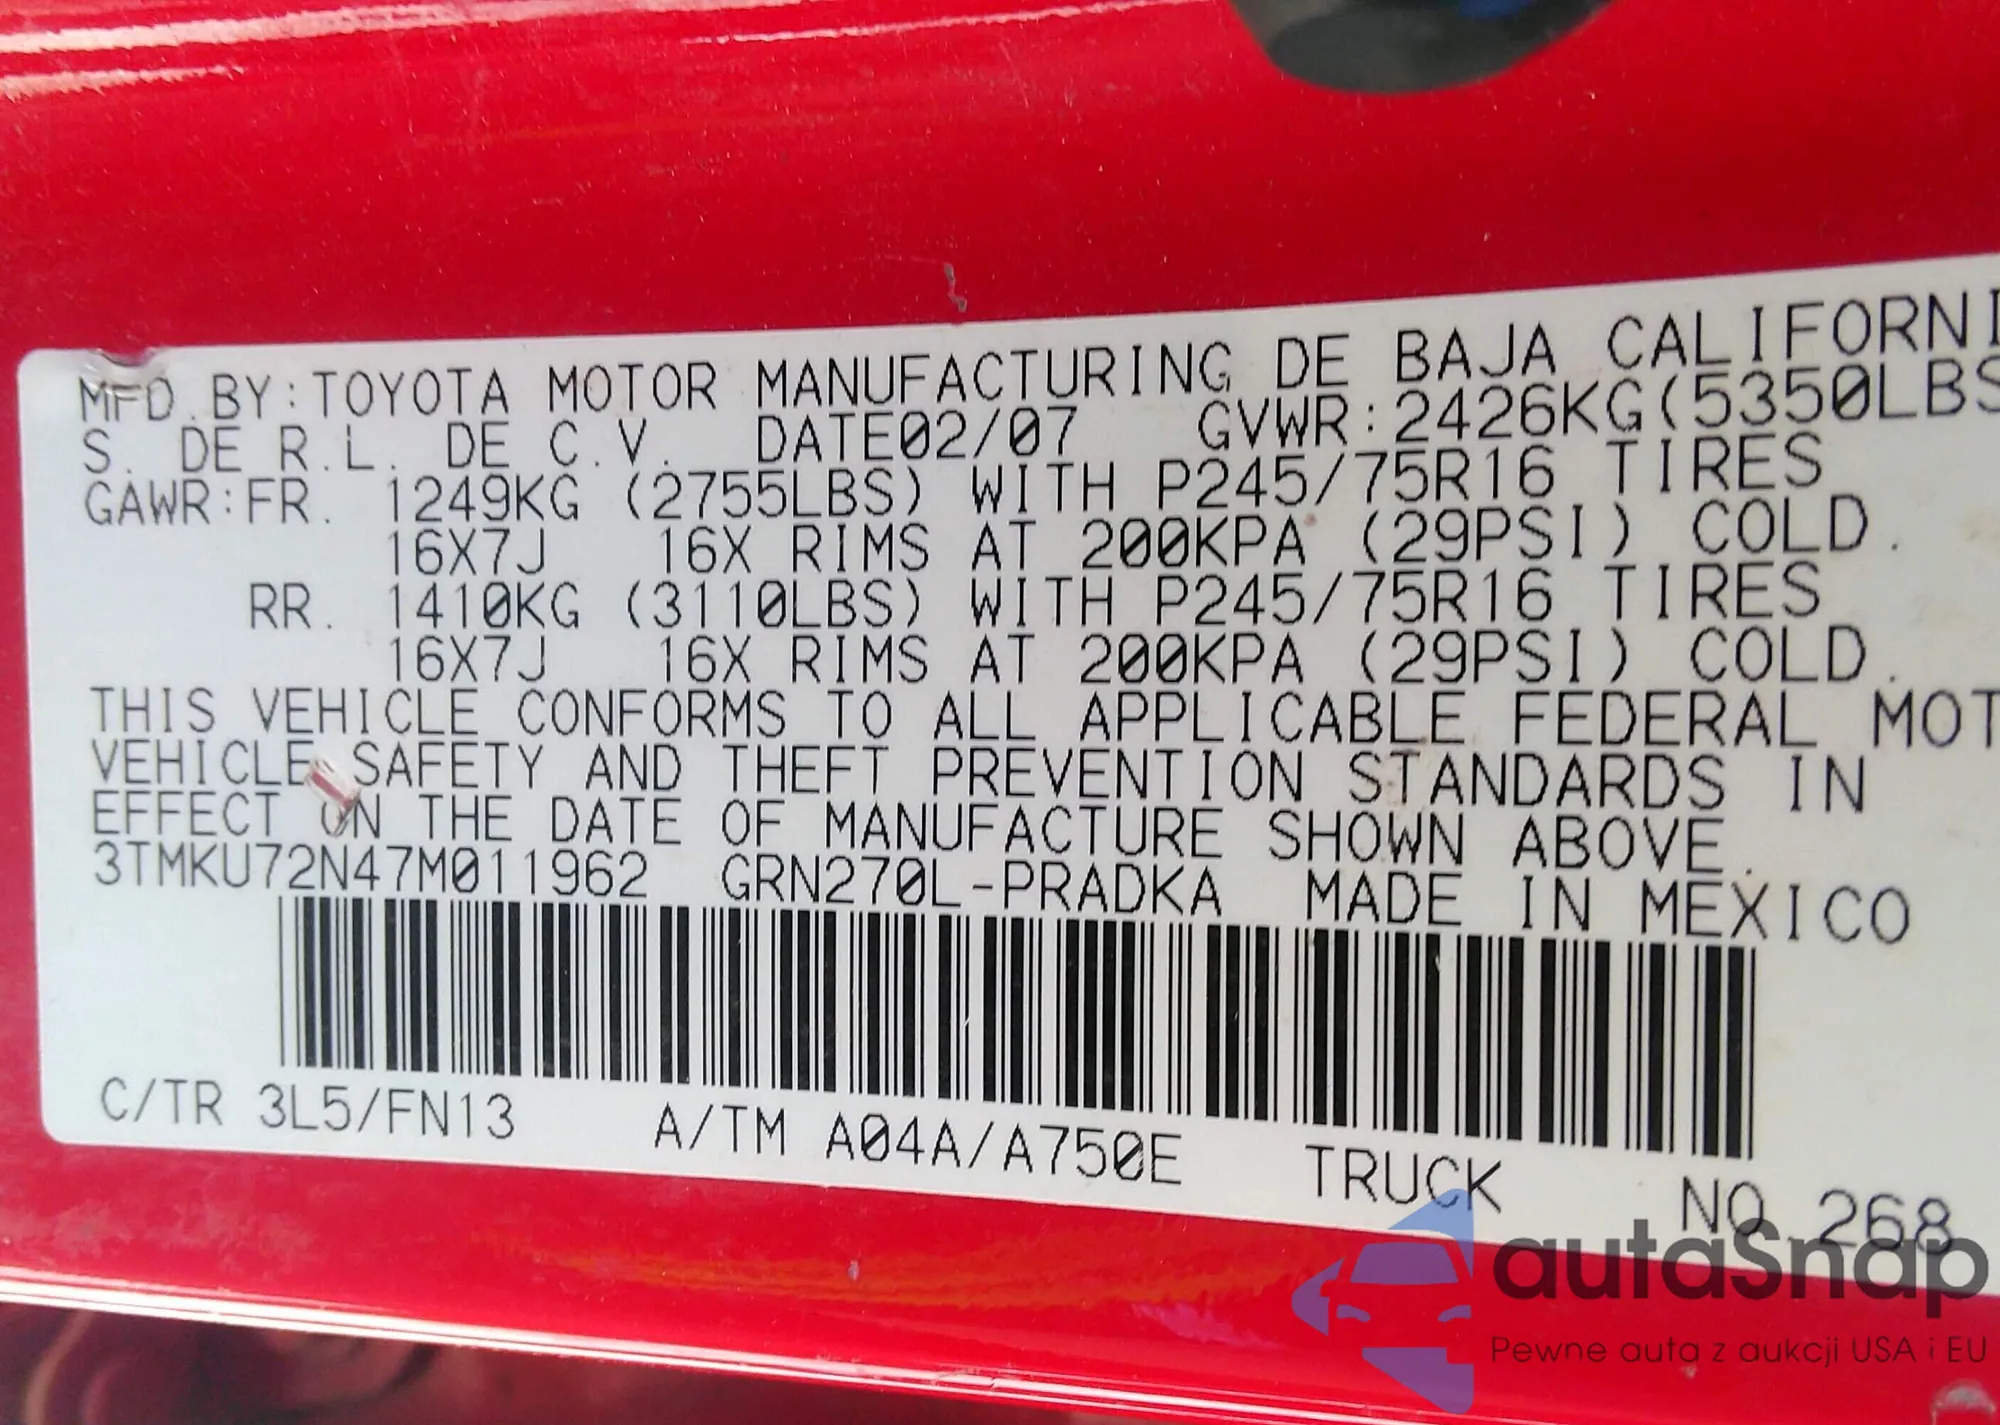 MFD.BY:TOYOTA MOTOR MANUFACTURING DE BAJA CALIFORNI
S. DE R.L. DE C.V. DATE02/07 GVWR:2426KG(5350LBS
GAWR:FR. 1249KG (2755LBS) WITH P245/75R16 TIRES
16X7J 16X RIMS AT 200KPA (29PSI) COLD.
RR. 1410KG (3110LBS) WITH P245/75R16 TIRES
16X7J 16X RIMS AT 200KPA (29PSI) COLD.
THIS VEHICLE CONFORMS TO ALL APPLICABLE FEDERAL MOT
VEHICLE SAFETY AND THEFT PREVENTION STANDARDS IN
EFFECT ON THE DATE OF MANUFACTURE SHOWN ABOVE.
3TMKU72N47M011962 GRN270L-PRADKA MADE IN MEXICO
C/TR 3L5/FN13 A/TM A04A/A750E TRUCK NO.268
autaSnap
Pewne auta z aukcji USA i EU